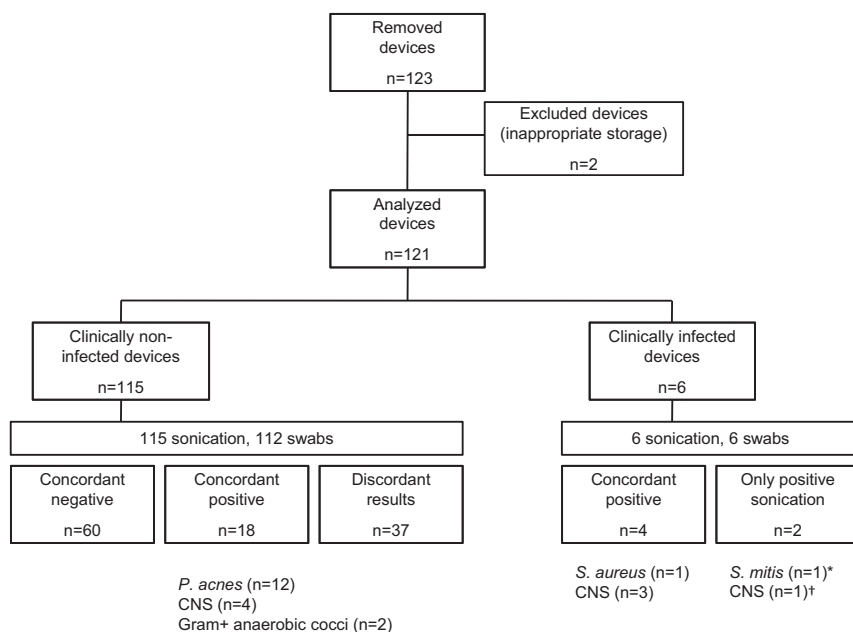 Removed
devices
n=123
Excluded devices
(inappropriate storage)
n=2
Analyzed
devices
n=121
Clinically non-
infected devices
n=115
Clinically infected
devices
n=6
115 sonication, 112 swabs
6 sonication, 6 swabs
Concordant
negative
n=60
Concordant
positive
n=18
Discordant
results
n=37
Concordant
positive
n=4
Only positive
sonication
n=2
P. acnes (n=12)
CNS (n=4)
Gram+ anaerobic cocci (n=2)
S. aureus (n=1)
CNS (n=3)
S. mitis (n=1)*
CNS (n=1)†